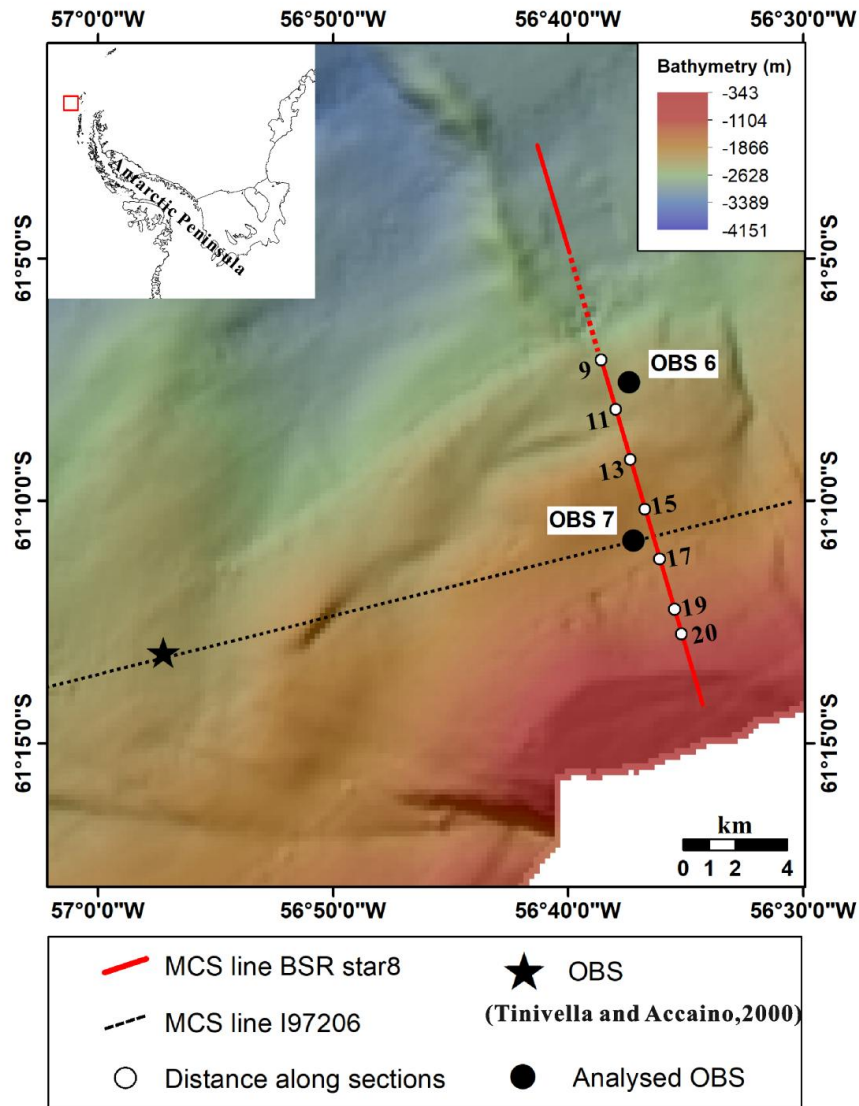 57°0'0"W 56°50'0"W 56°40'0"W 56°30'0"W
Antarctic Peninsula
Bathymetry (m)
-343
-1104
-1866
-2628
-3389
-4151
61°5'0"S 61°5'0"S
9 OBS 6
11
13
61°10'0"S 61°10'0"S
OBS 7 15
17
19
20
61°15'0"S 61°15'0"S
km
0 1 2 4
57°0'0"W 56°50'0"W 56°40'0"W 56°30'0"W
MCS line BSR star8
OBS
(Tinivella and Accaino,2000)
MCS line I97206
Distance along sections
Analysed OBS